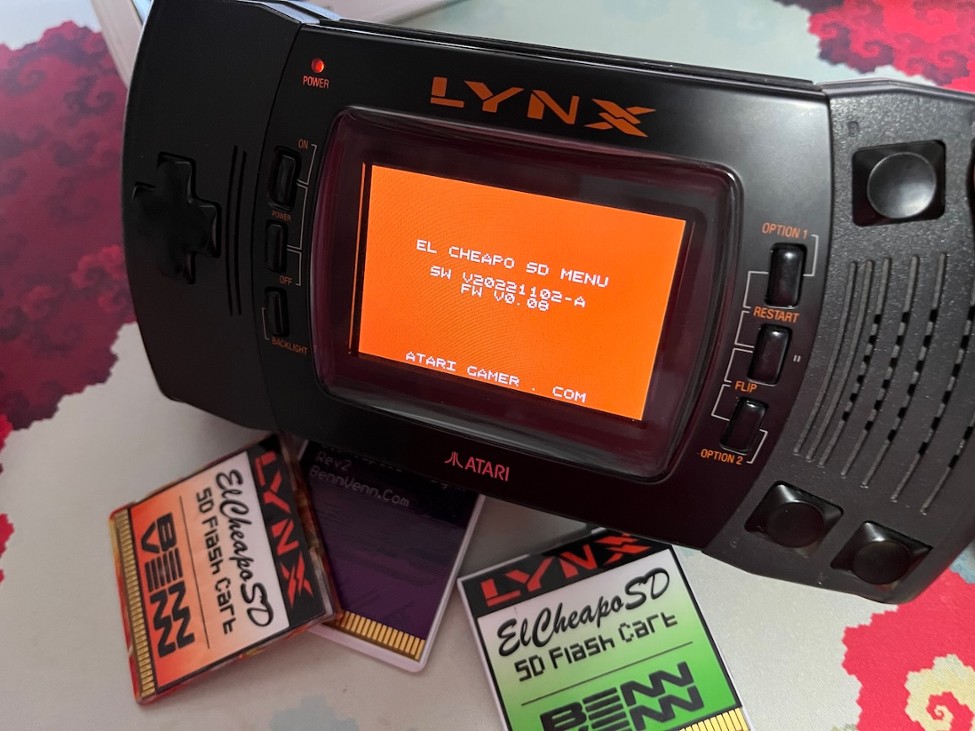 POWER
LYNX
ON
POWER
OFF
BACKLIGHT
EL CHEAPO SD MENU
SW V20221102-A
FW V0.08
ATARI GAMER . COM
OPTION 1
RESTART
FLIP
OPTION 2
ATARI
LYNX
ElCheapoSD
SD Flash Cart
BENN
VENN
Rev2
BennVenn.Com
LYNX
ElCheapoSD
SD Flash Cart
BENN
VENN